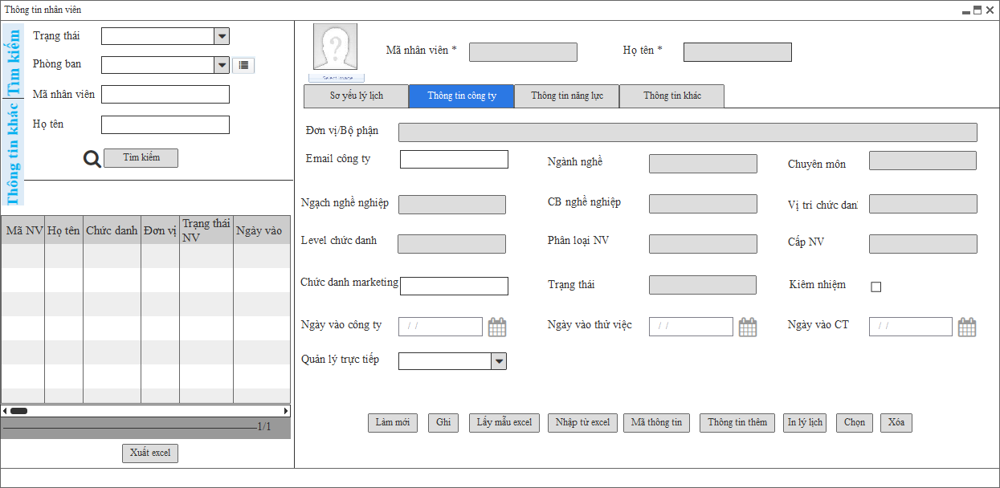 Thông tin nhân viên
Tìm kiếm
Thông tin khác
Trạng thái
Phòng ban
Mã nhân viên
Họ tên
Tìm kiếm
Mã NV
Họ tên
Chức danh
Đơn vị
Trạng thái
NV
Ngày vào
1/1
Xuất excel
Select image
Mã nhân viên *
Họ tên *
Sơ yếu lý lịch
Thông tin công ty
Thông tin năng lực
Thông tin khác
Đơn vị/Bộ phận
Email công ty
Ngành nghề
Chuyên môn
Ngạch nghề nghiệp
CB nghề nghiệp
Vị trí chức danh
Level chức danh
Phân loại NV
Cấp NV
Chức danh marketing
Trạng thái
Kiêm nhiệm
Ngày vào công ty
/ /
Ngày vào thử việc
/ /
Ngày vào CT
/ /
Quản lý trực tiếp
Làm mới
Ghi
Lấy mẫu excel
Nhập từ excel
Mã thông tin
Thông tin thêm
In lý lịch
Chọn
Xóa